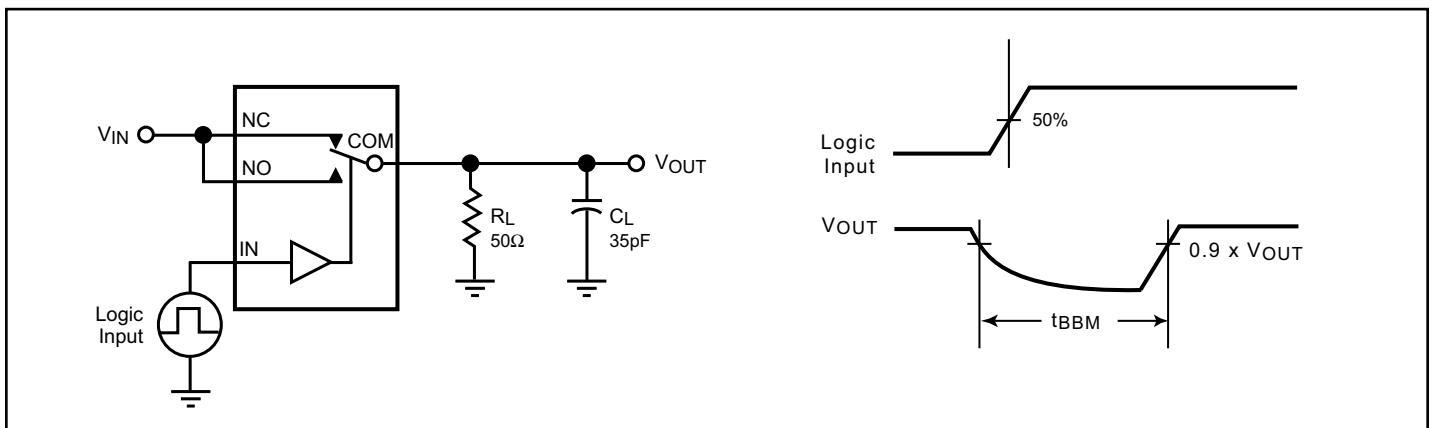 VIN
NC
NO
COM
IN
Logic
Input
RL
50Ω
CL
35pF
VOUT
Logic
Input
50%
VOUT
0.9 x VOUT
tBBM